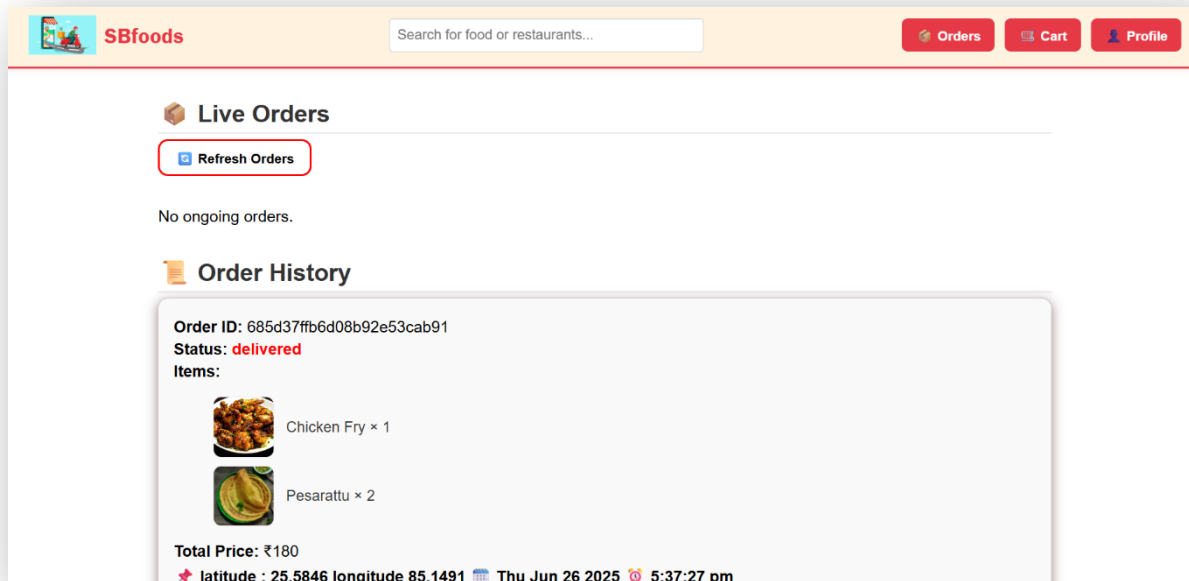 SBfoods
Search for food or restaurants...
Orders
Cart
Profile
Live Orders
Refresh Orders
No ongoing orders.
Order History
Order ID: 685d37ffb6d08b92e53cab91
Status: delivered
Items:
Chicken Fry × 1
Pesarattu × 2
Total Price: ₹180
latitude : 25.5846 longitude 85.1491 Thu Jun 26 2025 5:37:27 pm